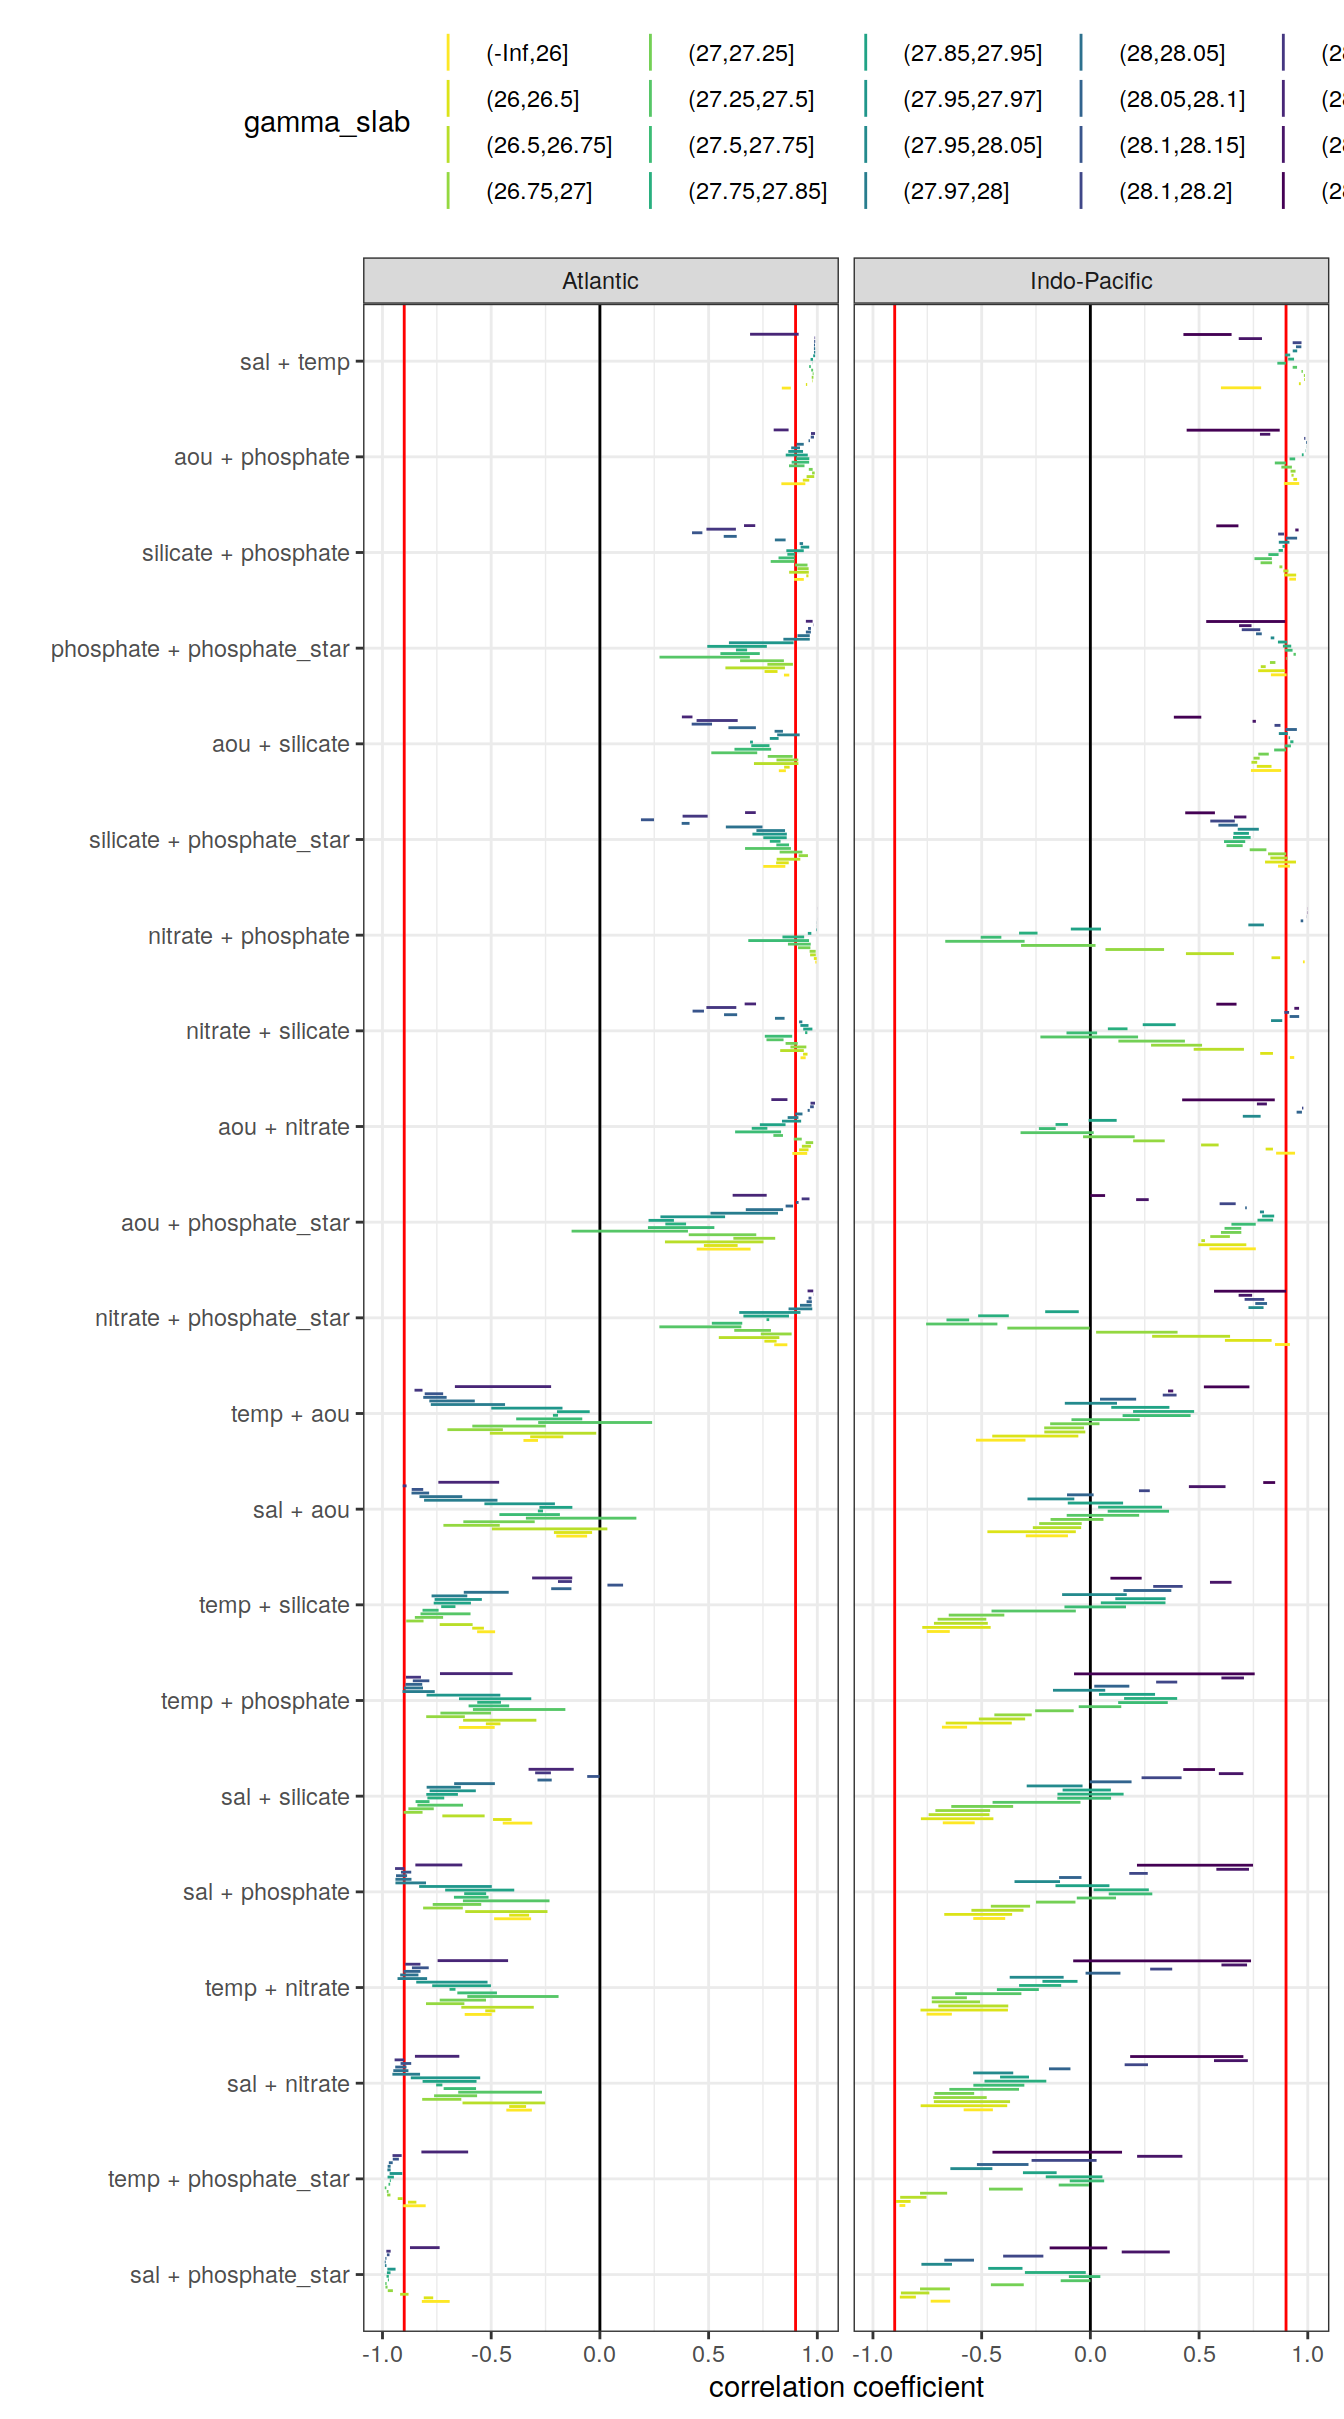 gamma_slab
(-Inf,26] (27,27.25] (27.85,27.95] (28,28.05]
(26,26.5] (27.25,27.5] (27.95,27.97] (28.05,28.1]
(26.5,26.75] (27.5,27.75] (27.95,28.05] (28.1,28.15]
(26.75,27] (27.75,27.85] (27.97,28] (28.1,28.2]
Atlantic Indo-Pacific
sal + temp
aou + phosphate
silicate + phosphate
phosphate + phosphate_star
aou + silicate
silicate + phosphate_star
nitrate + phosphate
nitrate + silicate
aou + nitrate
aou + phosphate_star
nitrate + phosphate_star
temp + aou
sal + aou
temp + silicate
temp + phosphate
sal + silicate
sal + phosphate
temp + nitrate
sal + nitrate
temp + phosphate_star
sal + phosphate_star
-1.0 -0.5 0.0 0.5 1.0 -1.0 -0.5 0.0 0.5 1.0
correlation coefficient